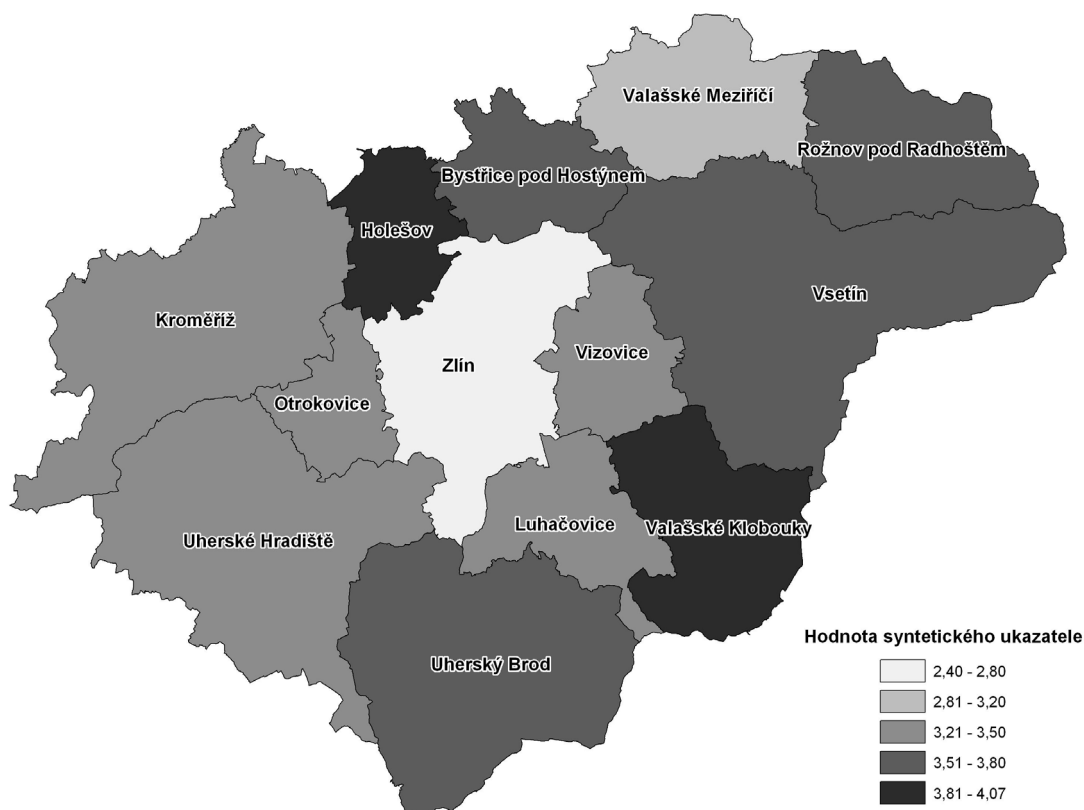 Valašské Meziříčí
Rožnov pod Radhoštěm
Bystřice pod Hostýnem
Holešov
Vsetín
Kroměříž
Vizovice
Zlín
Otrokovice
Luhačovice
Valašské Klobouky
Uherské Hradiště
Uherský Brod
Hodnota syntetického ukazatele
2,40 - 2,80
2,81 - 3,20
3,21 - 3,50
3,51 - 3,80
3,81 - 4,07